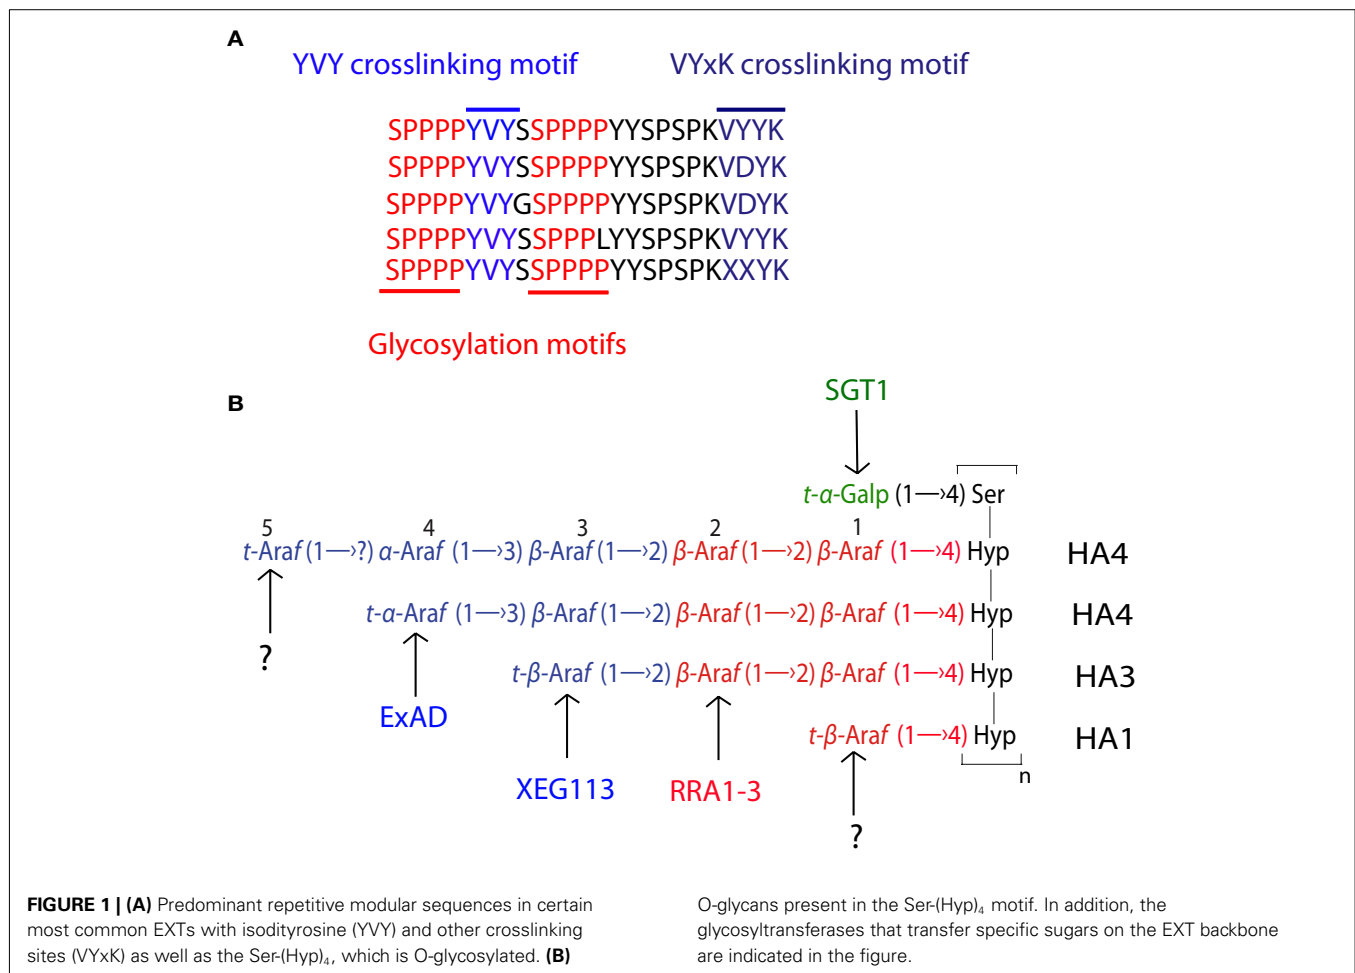 A
YVY crosslinking motif VYxK crosslinking motif
SPPPPYVYSSPPPPYYSPSPKVYYK
SPPPPYVYSSPPPPYYSPSPKVDYK
SPPPPYVYGSPPPPYYSPSPKVDYK
SPPPPYVYSSPPPLYYSPSPKVYYK
SPPPPYVYSSPPPPYYSPSPKXXYK
Glycosylation motifs
B
SGT1
t-α-Galp (1→4) Ser
5 4 3 2 1
t-Araf (1→?) α-Araf (1→3) β-Araf (1→2) β-Araf (1→2) β-Araf (1→4) Hyp HA4
t-α-Araf (1→3) β-Araf (1→2) β-Araf (1→2) β-Araf (1→4) Hyp HA4
?
t-β-Araf (1→2) β-Araf (1→2) β-Araf (1→4) Hyp HA3
ExAD
t-β-Araf (1→4) Hyp HA1
n
XEG113 RRA1-3
?
FIGURE 1 | (A) Predominant repetitive modular sequences in certain
most common EXTs with isodityrosine (YVY) and other crosslinking
sites (VYxK) as well as the Ser-(Hyp)₄, which is O-glycosylated. (B)
O-glycans present in the Ser-(Hyp)₄ motif. In addition, the
glycosyltransferases that transfer specific sugars on the EXT backbone
are indicated in the figure.